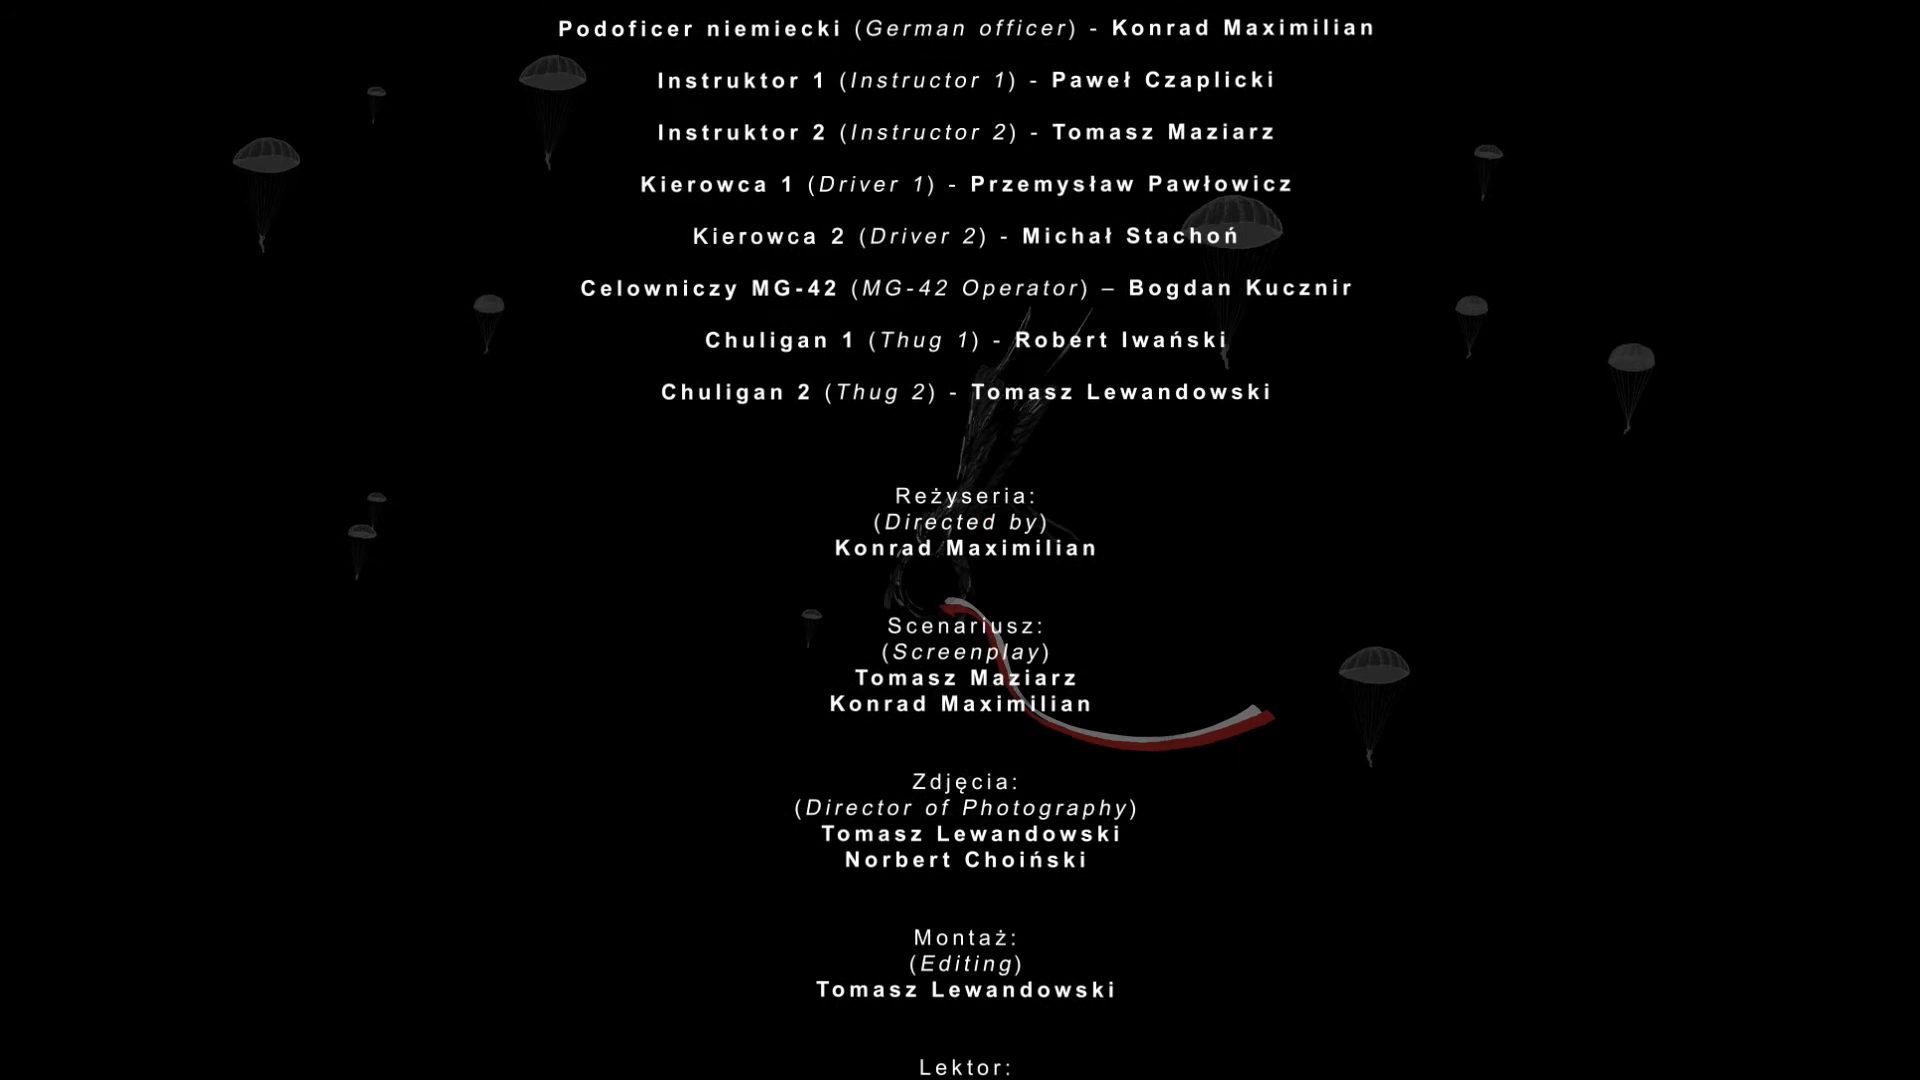 Podoficer niemiecki (German officer) - Konrad Maximilian
Instruktor 1 (Instructor 1) - Paweł Czaplicki
Instruktor 2 (Instructor 2) - Tomasz Maziarz
Kierowca 1 (Driver 1) - Przemysław Pawłowicz
Kierowca 2 (Driver 2) - Michał Stachoń
Celowniczy MG-42 (MG-42 Operator) – Bogdan Kucznir
Chuligan 1 (Thug 1) - Robert Iwański
Chuligan 2 (Thug 2) - Tomasz Lewandowski
Reżyseria:
(Directed by)
Konrad Maximilian
Scenariusz:
(Screenplay)
Tomasz Maziarz
Konrad Maximilian
Zdjęcia:
(Director of Photography)
Tomasz Lewandowski
Norbert Choiński
Montaż:
(Editing)
Tomasz Lewandowski
Lektor: